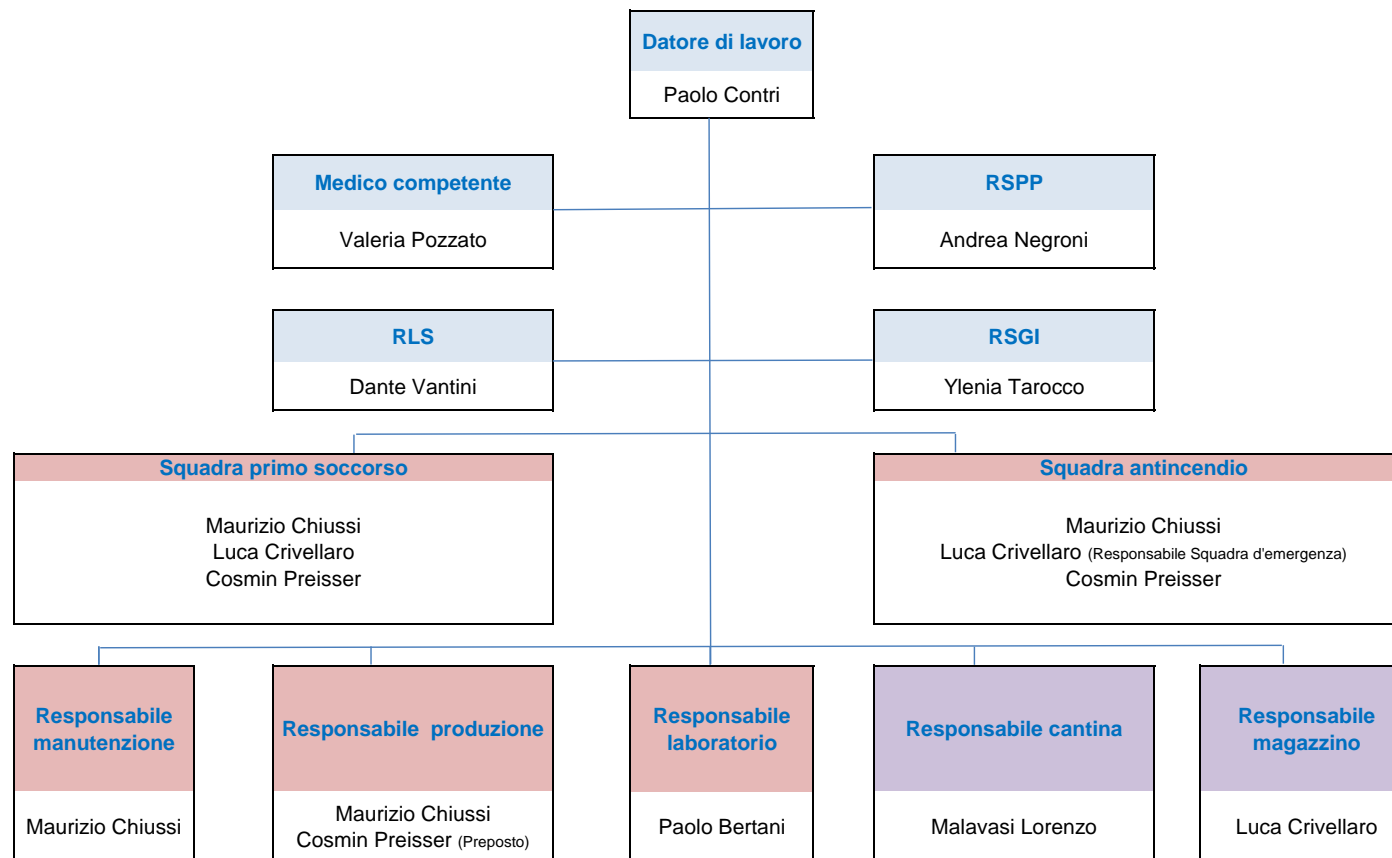 Datore di lavoro
Paolo Contri
Medico competente
Valeria Pozzato
RSPP
Andrea Negroni
RLS
Dante Vantini
RSGI
Ylenia Tarocco
Squadra primo soccorso
Maurizio Chiussi
Luca Crivellaro
Cosmin Preisser
Squadra antincendio
Maurizio Chiussi
Luca Crivellaro (Responsabile Squadra d'emergenza)
Cosmin Preisser
Responsabile
manutenzione
Maurizio Chiussi
Responsabile produzione
Maurizio Chiussi
Cosmin Preisser (Preposto)
Responsabile
laboratorio
Paolo Bertani
Responsabile cantina
Malavasi Lorenzo
Responsabile
magazzino
Luca Crivellaro